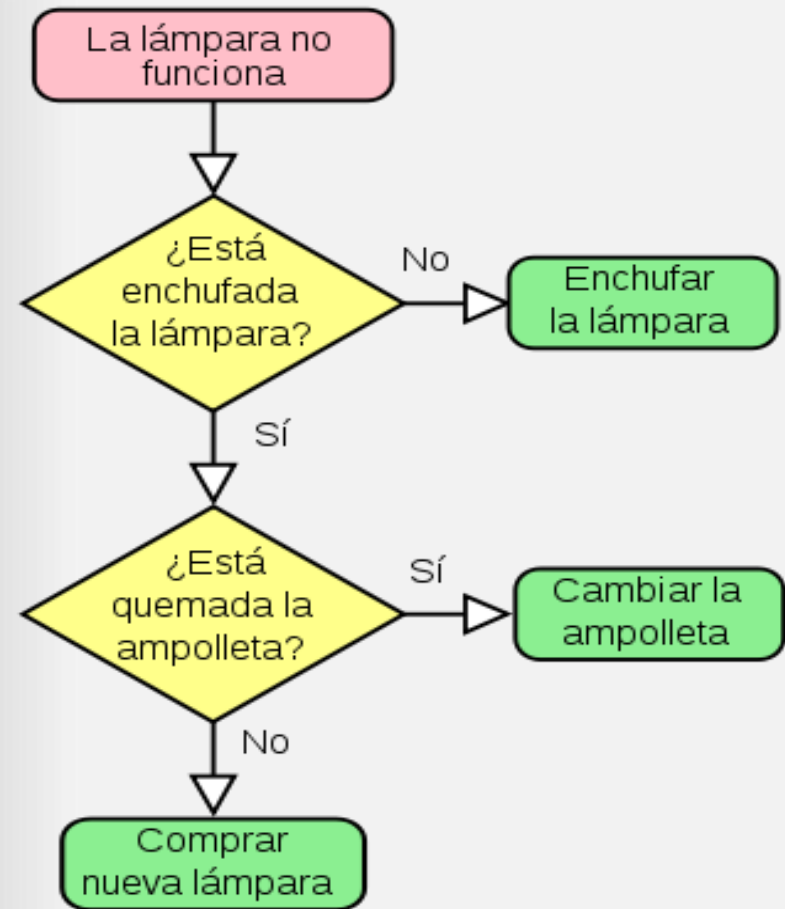 La lámpara no
funciona
¿Está
enchufada
la lámpara?
No
Enchufar
la lámpara
Sí
¿Está
quemada la
ampolleta?
Sí
Cambiar la
ampolleta
No
Comprar
nueva lámpara